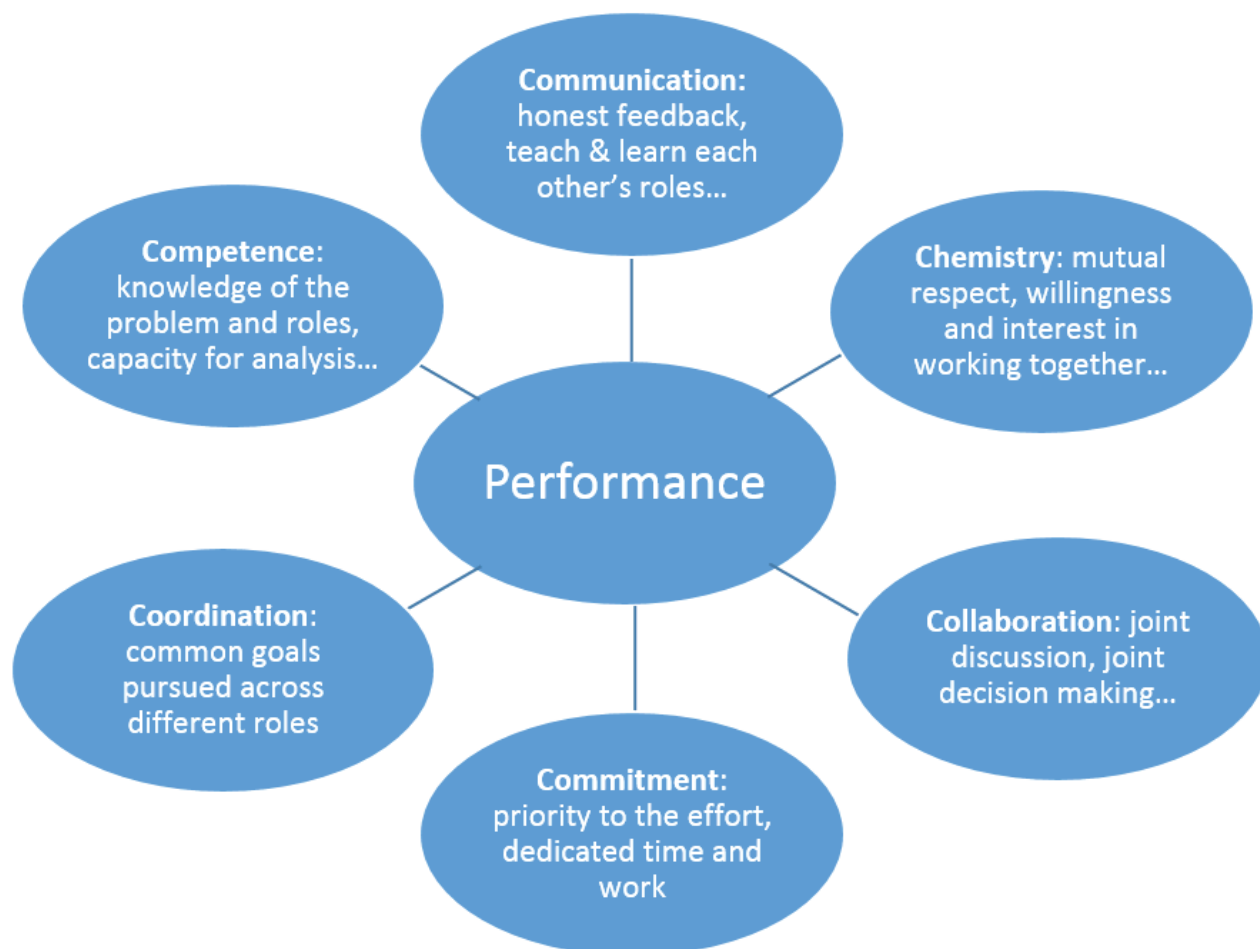 Communication:
honest feedback,
teach & learn each
other’s roles…
Competence:
knowledge of the
problem and roles,
capacity for analysis…
Chemistry: mutual
respect, willingness
and interest in
working together…
Performance
Coordination:
common goals
pursued across
different roles
Collaboration: joint
discussion, joint
decision making…
Commitment:
priority to the effort,
dedicated time and
work